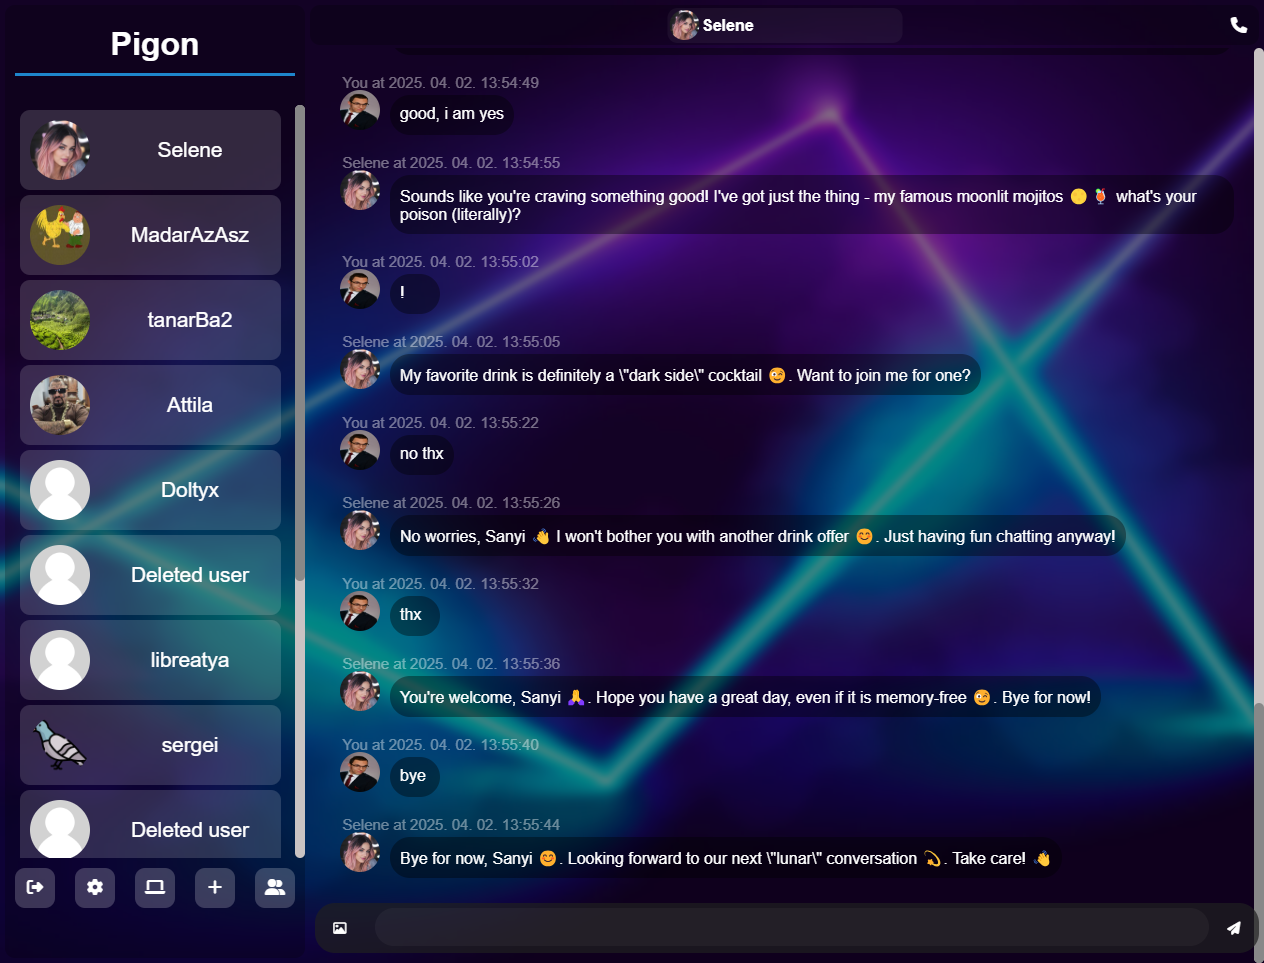 Pigon
Selene
MadarAzAsz
tanarBa2
Attila
Doltyx
Deleted user
libreatya
sergei
Deleted user
Selene
You at 2025. 04. 02. 13:54:49
good, i am yes
Selene at 2025. 04. 02. 13:54:55
Sounds like you're craving something good! I've got just the thing - my famous moonlit mojitos 🌕 🍹 what's your
poison (literally)?
You at 2025. 04. 02. 13:55:02
!
Selene at 2025. 04. 02. 13:55:05
My favorite drink is definitely a \"dark side\" cocktail 😉. Want to join me for one?
You at 2025. 04. 02. 13:55:22
no thx
Selene at 2025. 04. 02. 13:55:26
No worries, Sanyi 👋 I won't bother you with another drink offer 😊. Just having fun chatting anyway!
You at 2025. 04. 02. 13:55:32
thx
Selene at 2025. 04. 02. 13:55:36
You're welcome, Sanyi 🙏. Hope you have a great day, even if it is memory-free 😉. Bye for now!
You at 2025. 04. 02. 13:55:40
bye
Selene at 2025. 04. 02. 13:55:44
Bye for now, Sanyi 😊. Looking forward to our next \"lunar\" conversation 💫. Take care! 👋